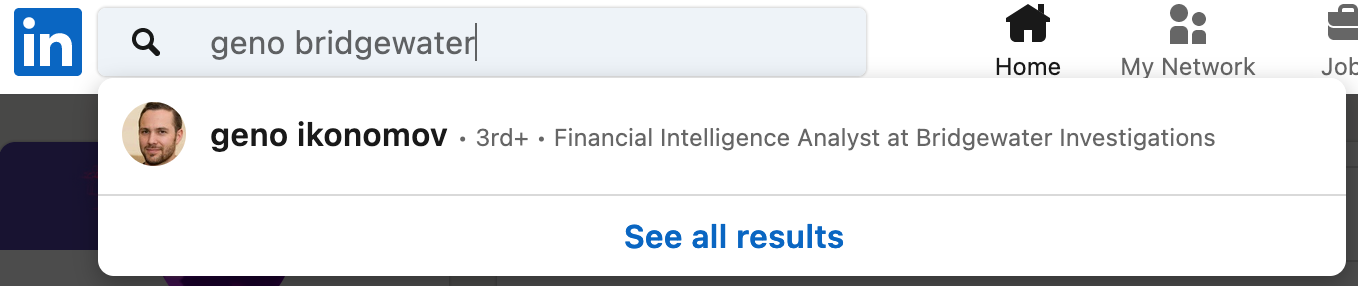 in
geno bridgewater
Home
My Network
Job
geno ikonomov • 3rd+ • Financial Intelligence Analyst at Bridgewater Investigations
See all results